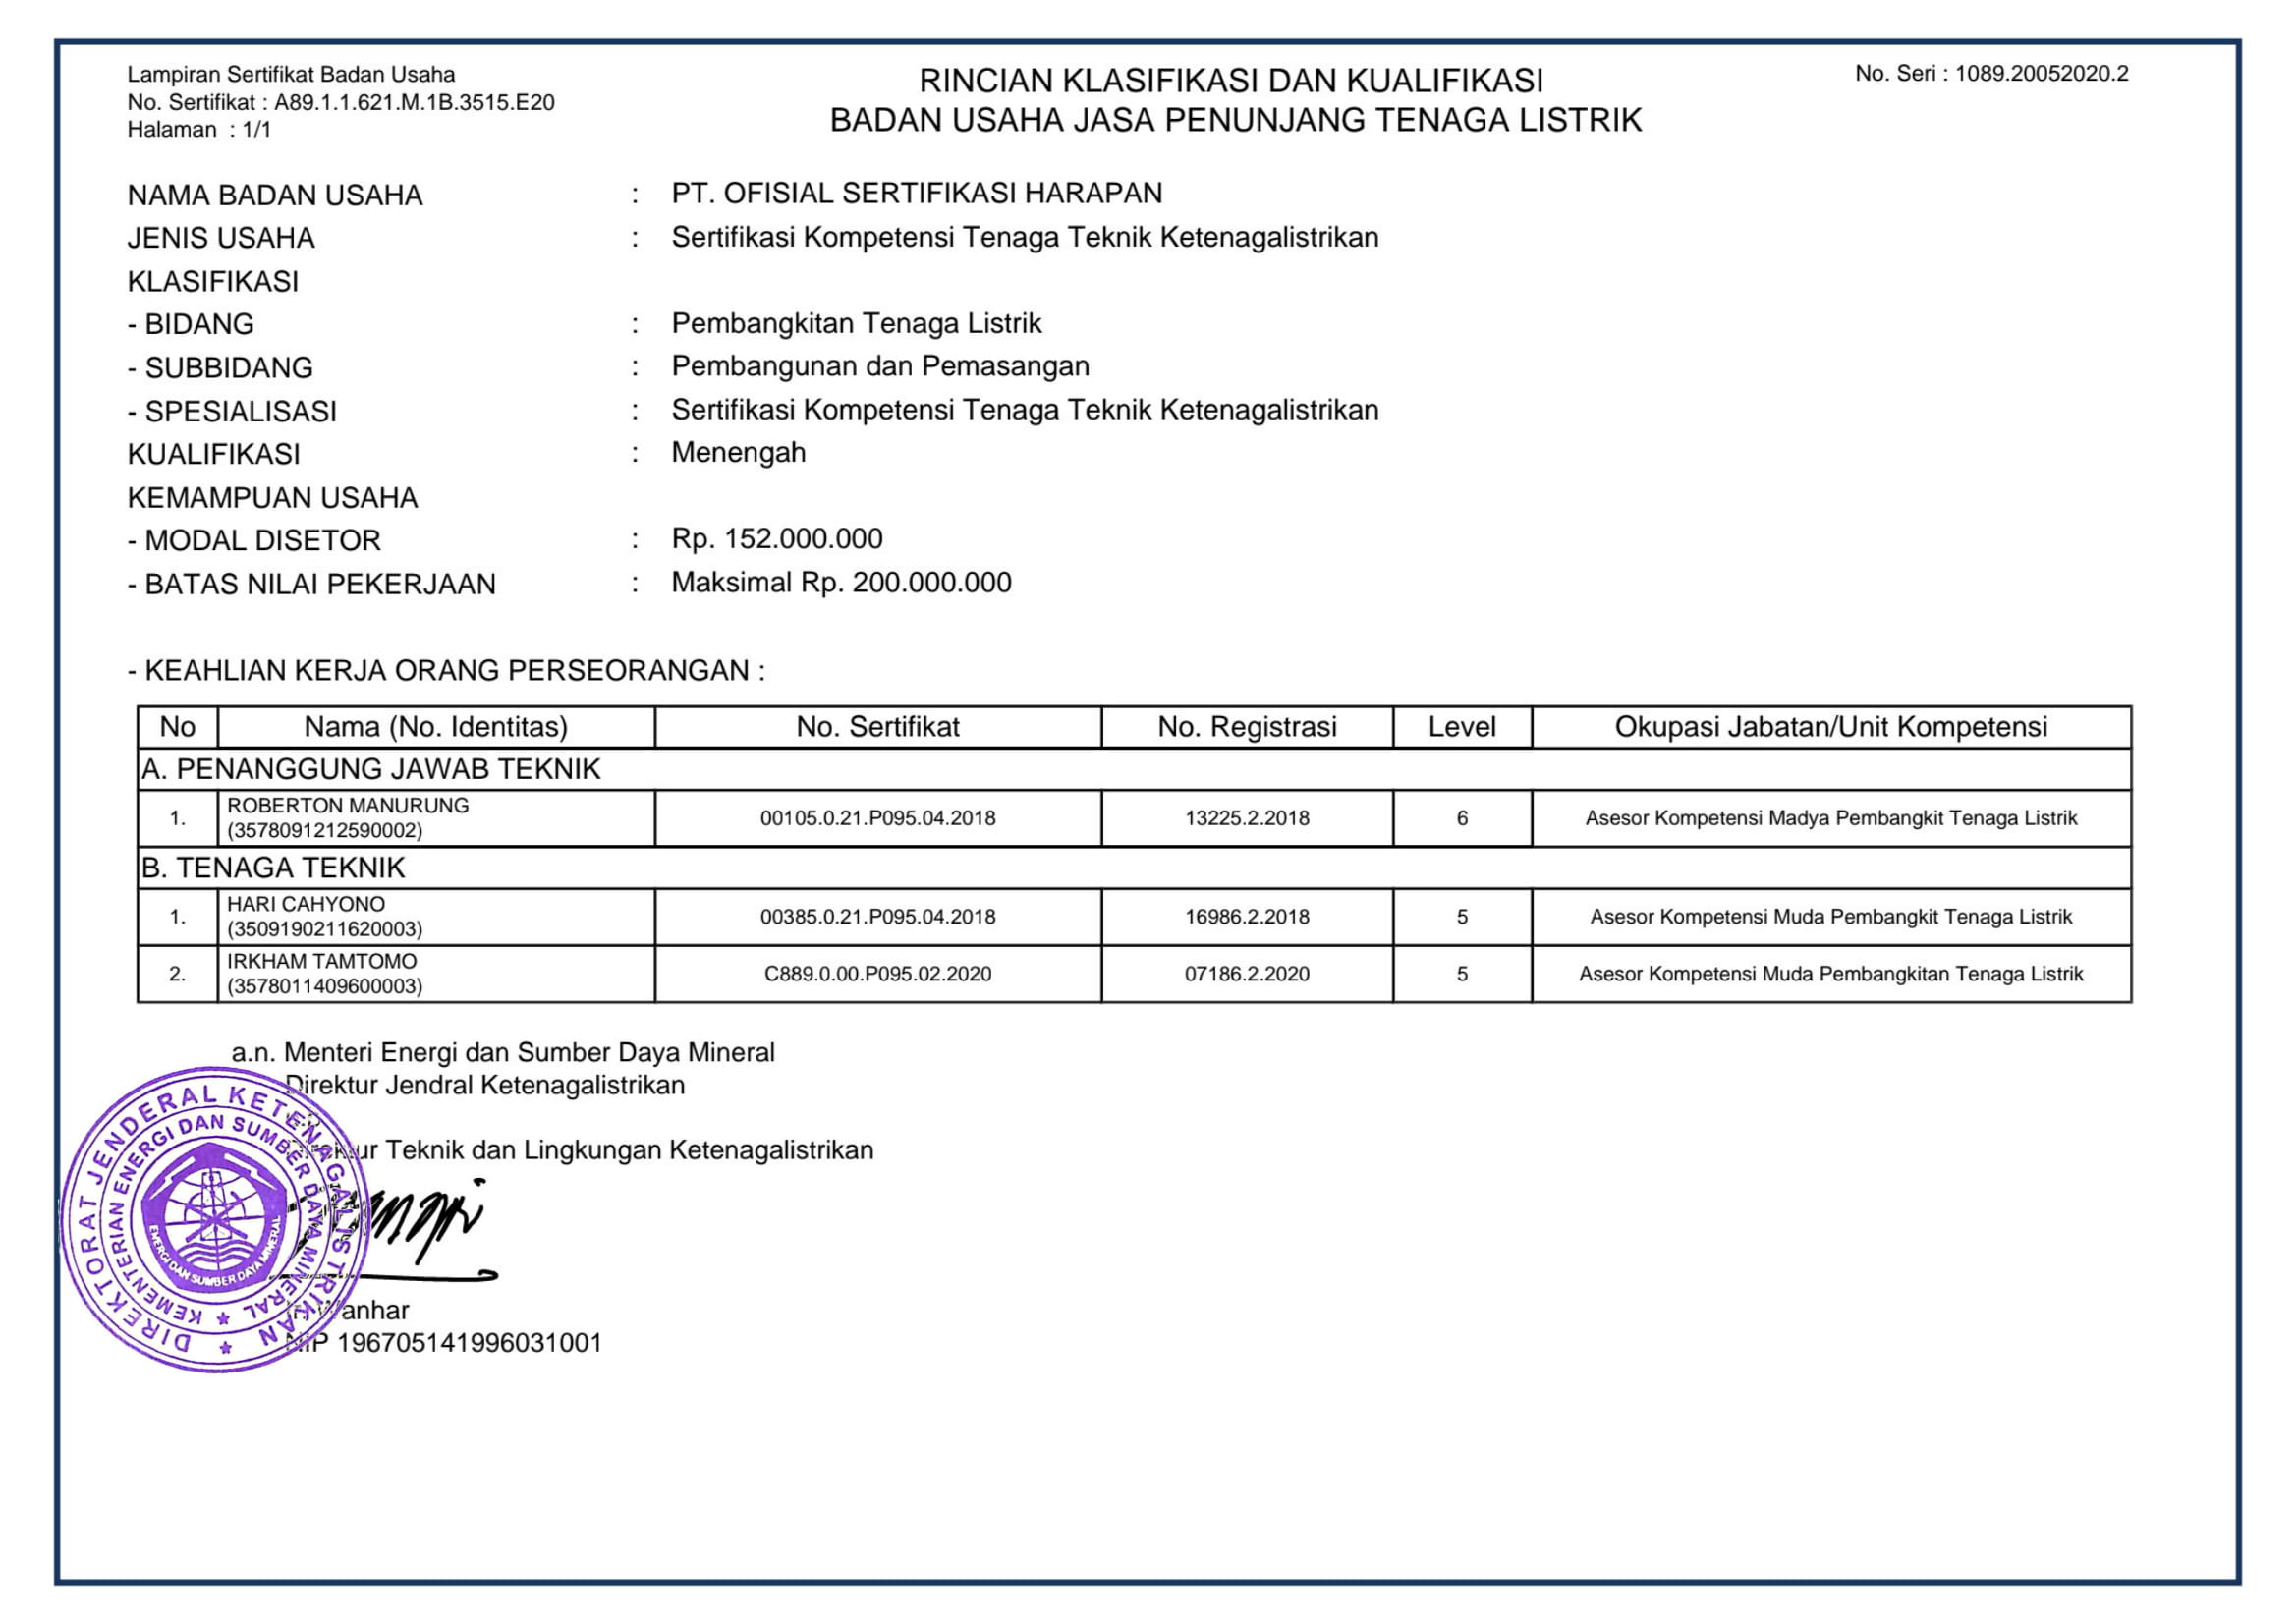 Lampiran Sertifikat Badan Usaha
No. Sertifikat : A89.1.1.621.M.1B.3515.E20
Halaman : 1/1
RINCIAN KLASIFIKASI DAN KUALIFIKASI
BADAN USAHA JASA PENUNJANG TENAGA LISTRIK
No. Seri : 1089.20052020.2
NAMA BADAN USAHA : PT. OFISIAL SERTIFIKASI HARAPAN
JENIS USAHA : Sertifikasi Kompetensi Tenaga Teknik Ketenagalistrikan
KLASIFIKASI
- BIDANG : Pembangkitan Tenaga Listrik
- SUBBIDANG : Pembangunan dan Pemasangan
- SPESIALISASI : Sertifikasi Kompetensi Tenaga Teknik Ketenagalistrikan
KUALIFIKASI : Menengah
KEMAMPUAN USAHA
- MODAL DISETOR : Rp. 152.000.000
- BATAS NILAI PEKERJAAN : Maksimal Rp. 200.000.000
- KEAHLIAN KERJA ORANG PERSEORANGAN :
No Nama (No. Identitas) No. Sertifikat No. Registrasi Level Okupasi Jabatan/Unit Kompetensi
A. PENANGGUNG JAWAB TEKNIK
1. ROBERTON MANURUNG (3578091212590002) 00105.0.21.P095.04.2018 13225.2.2018 6 Asesor Kompetensi Madya Pembangkit Tenaga Listrik
B. TENAGA TEKNIK
1. HARI CAHYONO (3509190211620003) 00385.0.21.P095.04.2018 16986.2.2018 5 Asesor Kompetensi Muda Pembangkit Tenaga Listrik
2. IRKHAM TAMTOMO (3578011409600003) C889.0.00.P095.02.2020 07186.2.2020 5 Asesor Kompetensi Muda Pembangkitan Tenaga Listrik
a.n. Menteri Energi dan Sumber Daya Mineral
Direktur Jendral Ketenagalistrikan
Direktur Teknik dan Lingkungan Ketenagalistrikan
DIREKTORAT JENDERAL KETENAGALISTRIKAN
KEMENTERIAN ENERGI DAN SUMBER DAYA MINERAL
ENERGI DAN SUMBER DAYA MINERAL
Wanhar
NIP 196705141996031001